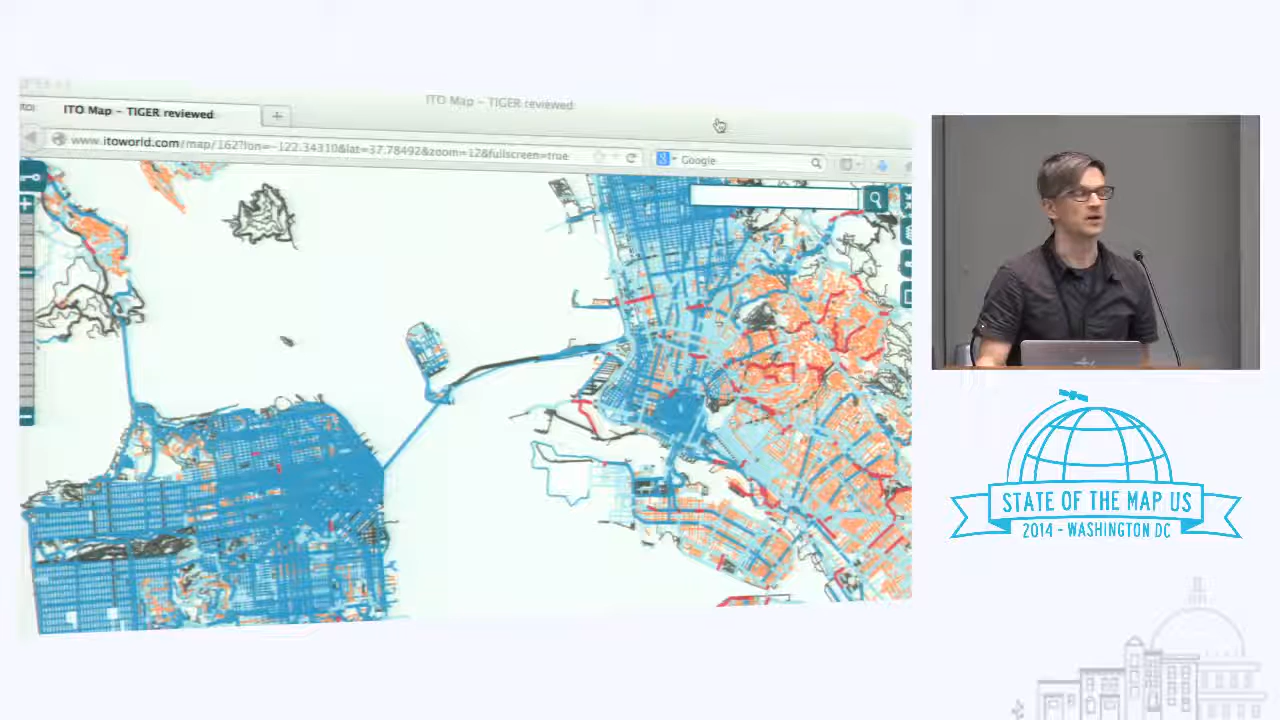 ITO Map - TIGER reviewed
ITO Map - TIGER reviewed
+
www.itoworld.com/map/162?lon=-122.34310&lat=37.78492&zoom=12&fullscreen=true
Google
STATE OF THE MAP US
2014 - WASHINGTON DC